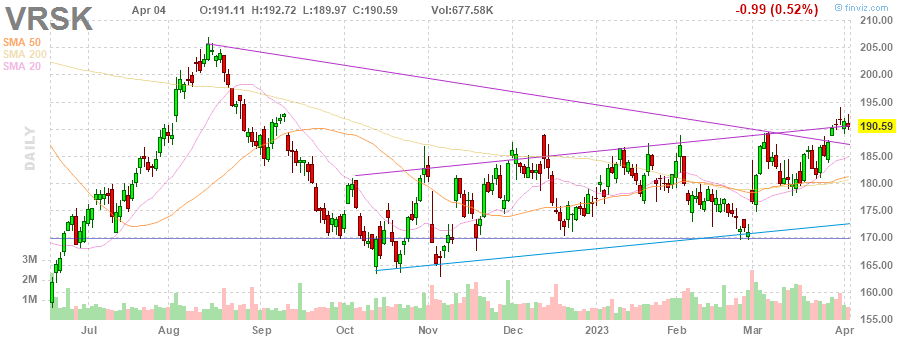 VRSK Apr 04 O:191.11 H:192.72 L:189.97 C:190.59 Vol:677.58K -0.99 (0.52%) finviz.com
SMA 50
SMA 200
SMA 20
DAILY
210.00
205.00
200.00
195.00
190.59
185.00
180.00
175.00
170.00
165.00
160.00
155.00
3M
2M
1M
Jul Aug Sep Oct Nov Dec 2023 Feb Mar Apr